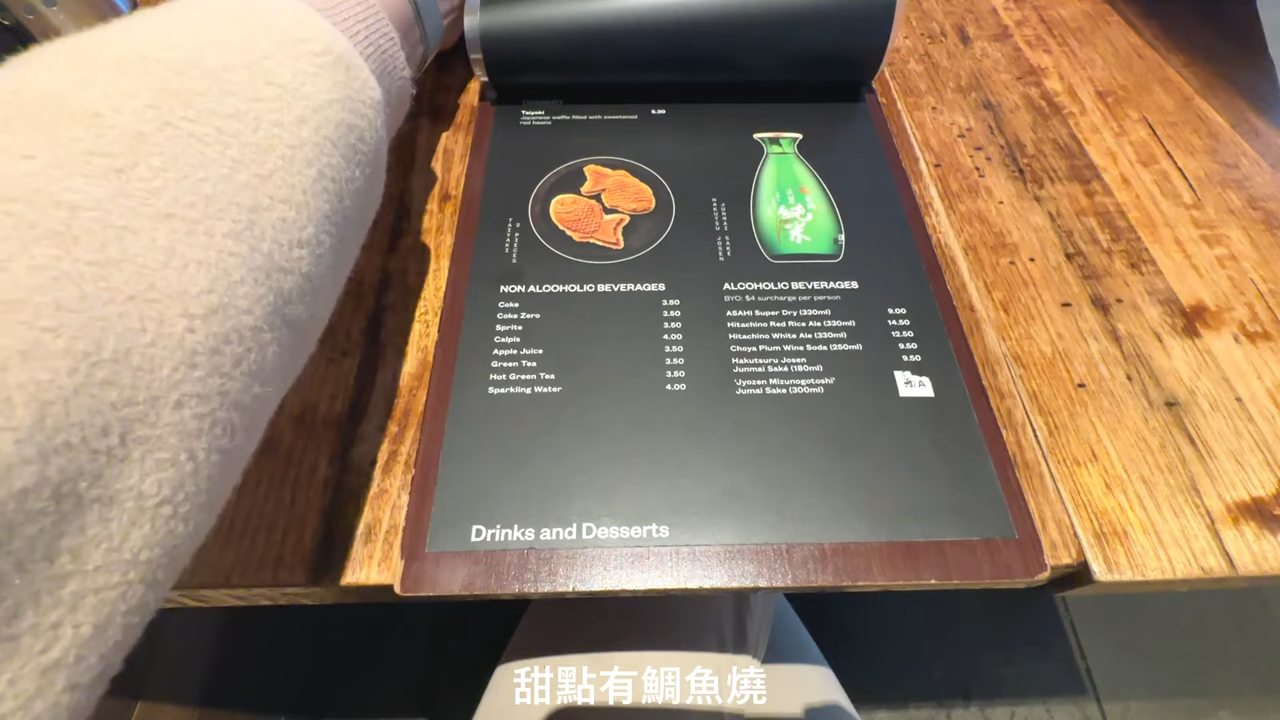 Taiyaki 5.20
Japanese waffle filled with sweetened
red beans
TAIYAKI
2 PIECES
HAKUTSU JOSEN
JUNMAI SAKE
純米
NON ALCOOHLIC BEVERAGES
Coke 3.50
Coke Zero 3.50
Sprite 3.50
Calpis 4.00
Apple Juice 3.50
Green Tea 3.50
Hot Green Tea 3.50
Sparkling Water 4.00
ALCOOHLIC BEVERAGES
BYO: $4 surcharge per person
ASAHI Super Dry (330ml) 9.00
Hitachino Red Rice Ale (330ml) 14.50
Hitachino White Ale (330ml) 12.50
Choya Plum Wine Soda (250ml) 9.50
Hakutsuru Josen 9.50
Junmai Saké (180ml)
'Jyozen Mizunogotoshi'
Jumai Sake (300ml)
Drinks and Desserts
甜點有鯛魚燒